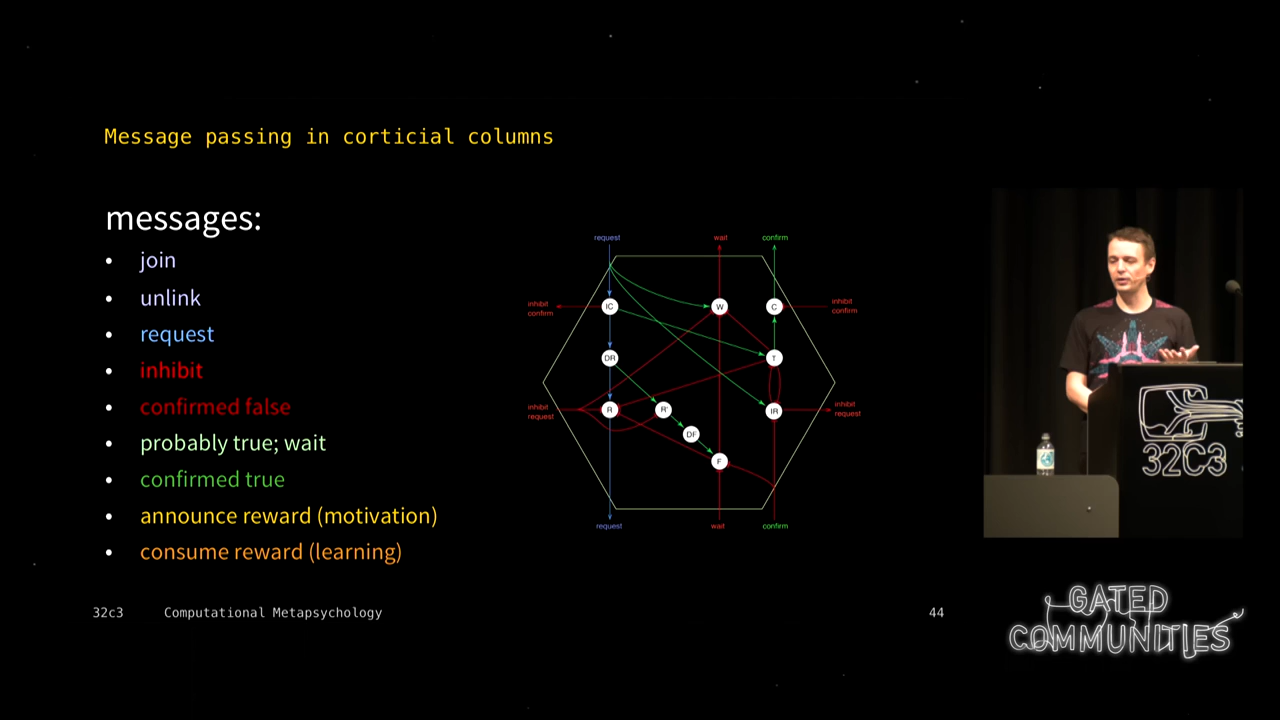 Message passing in corticial columns
messages:
• join
• unlink
• request
• inhibit
• confirmed false
• probably true; wait
• confirmed true
• announce reward (motivation)
• consume reward (learning)
request
wait
confirm
inhibit
confirm
IC
W
C
inhibit
confirm
DR
T
inhibit
request
R
R'
IR
inhibit
request
DF
F
request
wait
confirm
32c3 Computational Metapsychology
44
32C3
GATED
COMMUNITIES